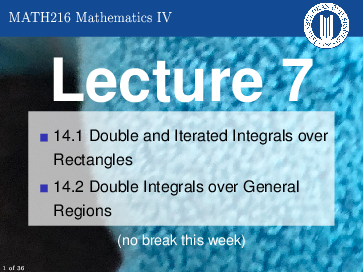 MATH216 Mathematics IV
Lecture 7
14.1 Double and Iterated Integrals over
Rectangles
14.2 Double Integrals over General
Regions
(no break this week)
1 of 36